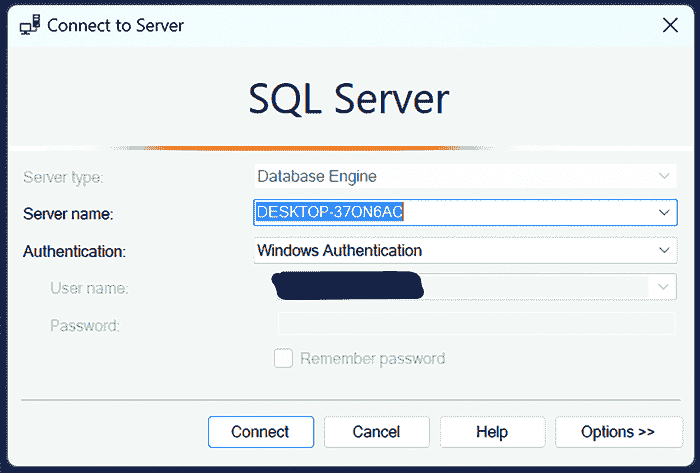 Connect to Server
SQL Server
Server type: Database Engine
Server name: DESKTOP-37ON6AC
Authentication: Windows Authentication
User name:
Password:
Remember password
Connect Cancel Help Options >>